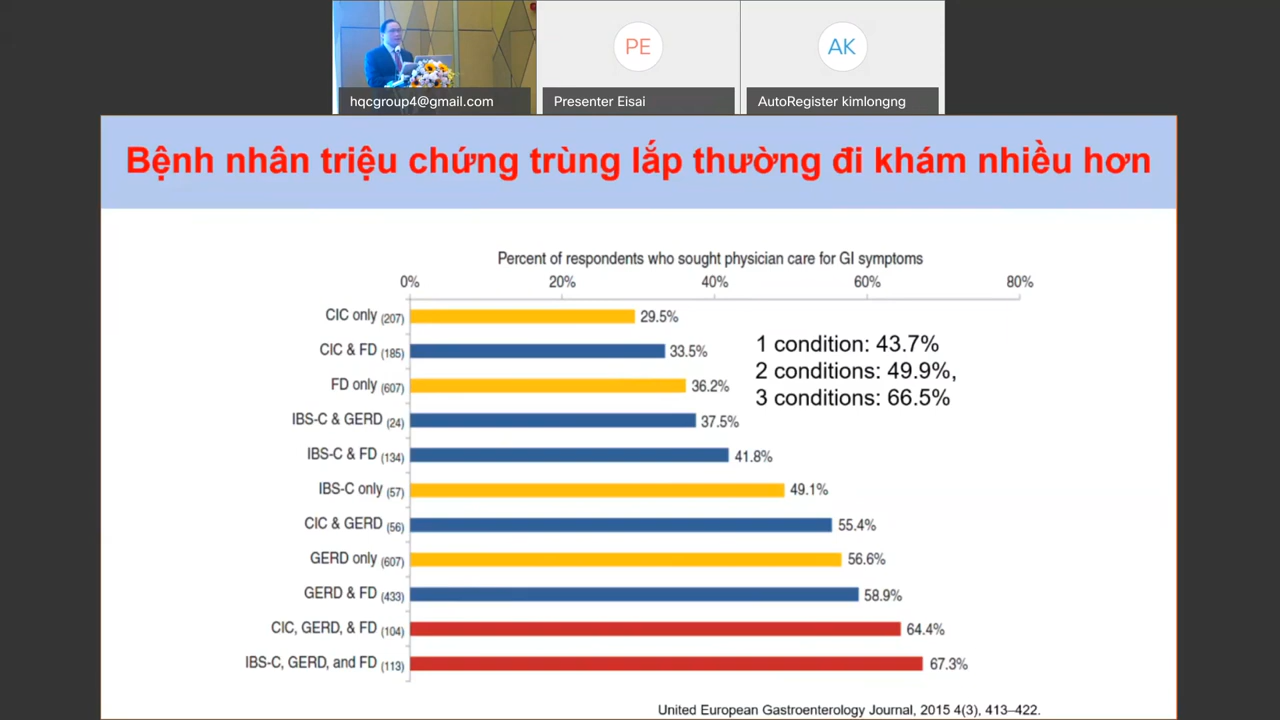 PE
AK
hqcgroup4@gmail.com
Presenter Eisai
AutoRegister kimlongng
Bệnh nhân triệu chứng trùng lắp thường đi khám nhiều hơn
Percent of respondents who sought physician care for GI symptoms
0% 20% 40% 60% 80%
CIC only (207) 29.5%
CIC & FD (185) 33.5%
FD only (607) 36.2%
IBS-C & GERD (24) 37.5%
IBS-C & FD (134) 41.8%
IBS-C only (57) 49.1%
CIC & GERD (56) 55.4%
GERD only (607) 56.6%
GERD & FD (433) 58.9%
CIC, GERD, & FD (104) 64.4%
IBS-C, GERD, and FD (113) 67.3%
1 condition: 43.7%
2 conditions: 49.9%,
3 conditions: 66.5%
United European Gastroenterology Journal, 2015 4(3), 413–422.